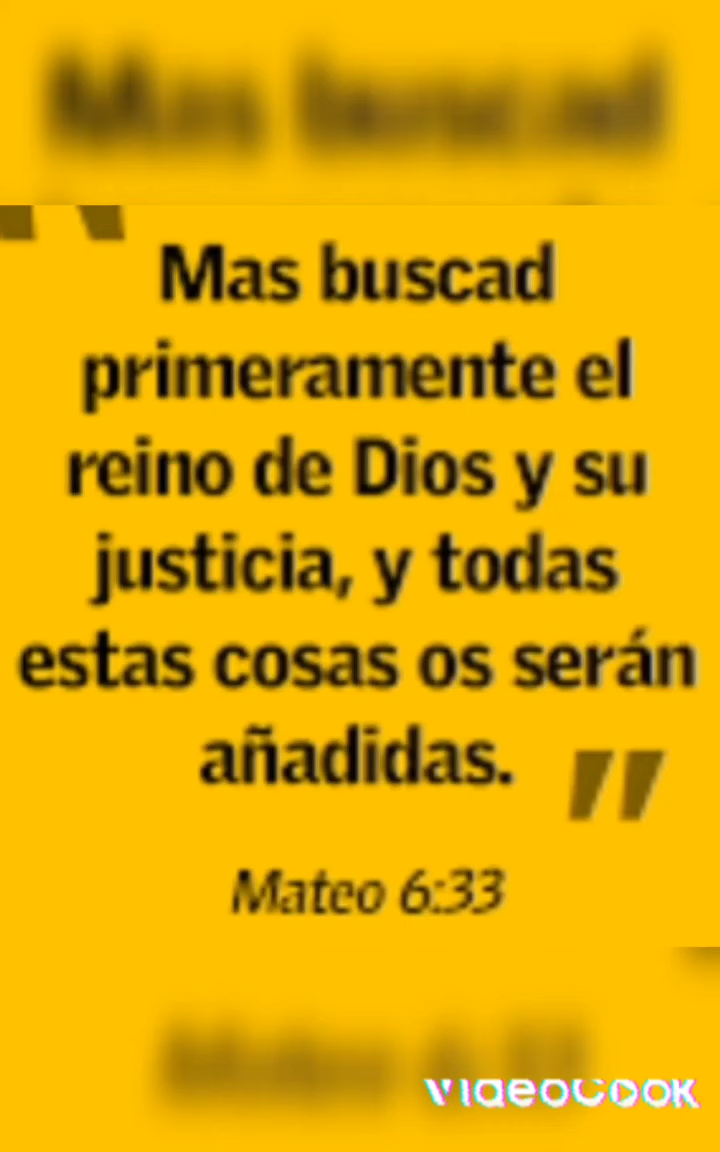 Mas buscad
primeramente el
reino de Dios y su
justicia, y todas
estas cosas os serán
añadidas. ”
Mateo 6:33
VIDEOCOOK